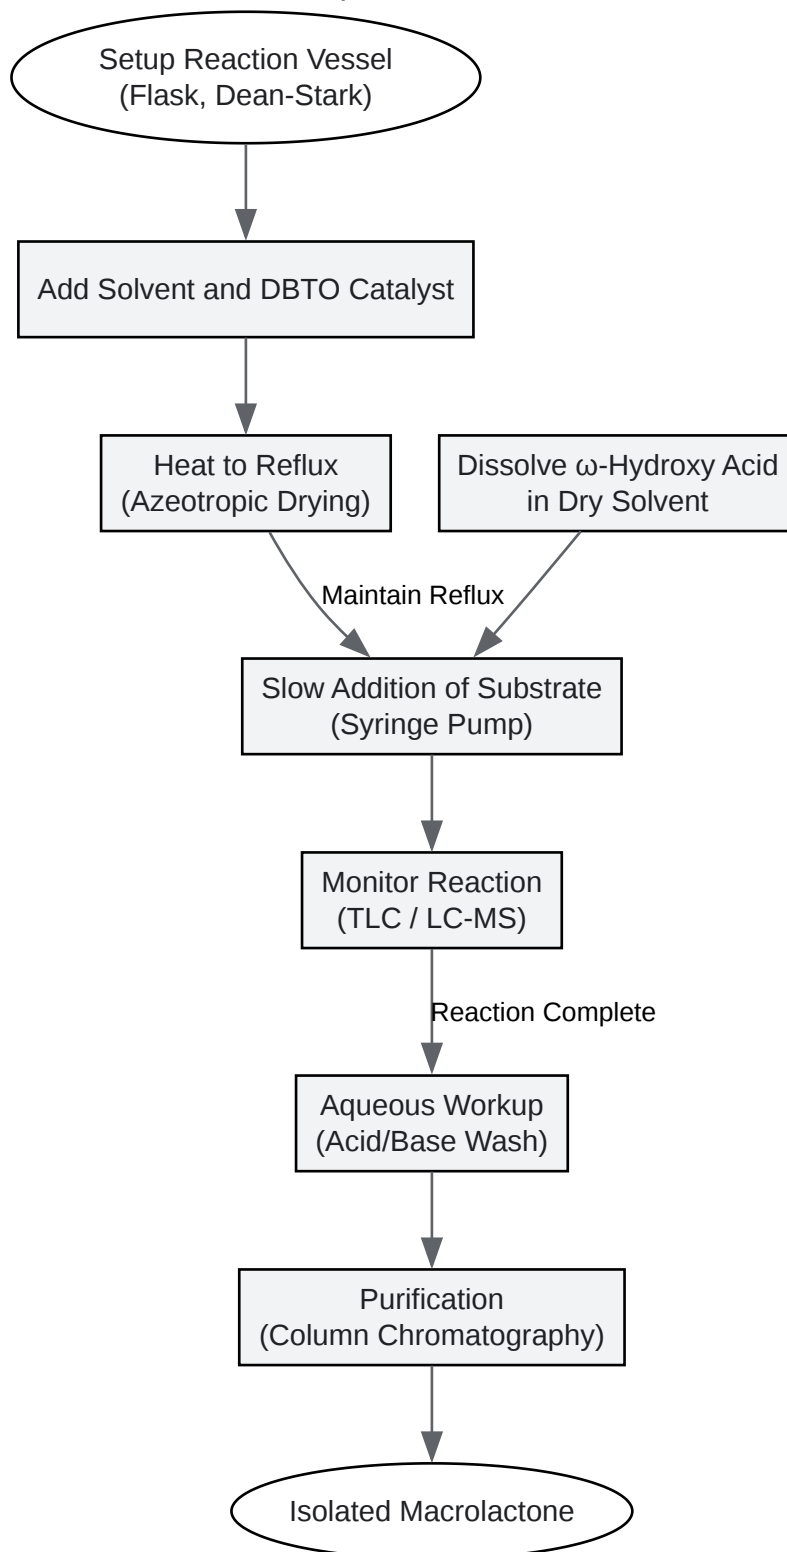 Setup Reaction Vessel
(Flask, Dean-Stark)
Add Solvent and DBTO Catalyst
Heat to Reflux
(Azeotropic Drying)
Dissolve ω-Hydroxy Acid
in Dry Solvent
Maintain Reflux
Slow Addition of Substrate
(Syringe Pump)
Monitor Reaction
(TLC / LC-MS)
Reaction Complete
Aqueous Workup
(Acid/Base Wash)
Purification
(Column Chromatography)
Isolated Macrolactone